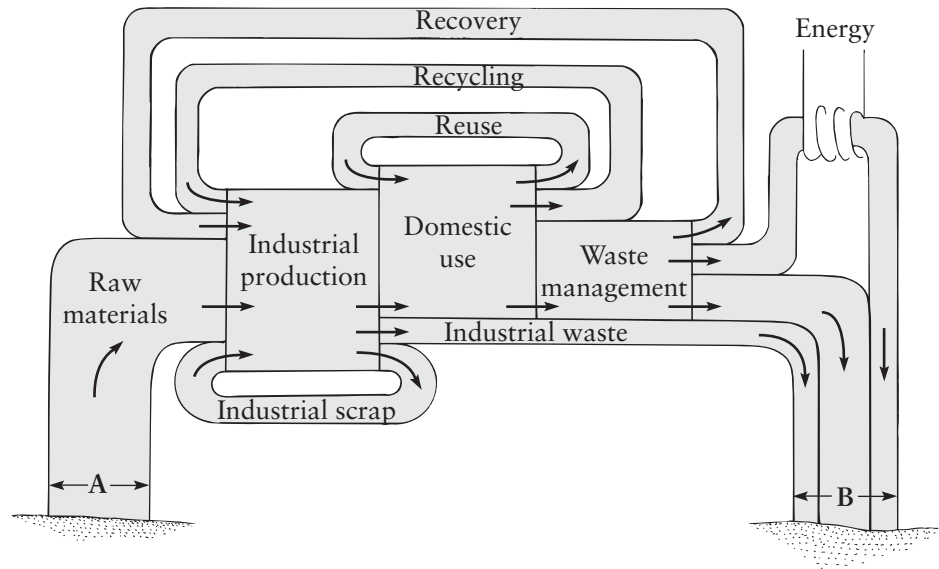 Recovery
Energy
Recycling
Reuse
Domestic
use
Industrial
production
Waste
management
Raw
materials
Industrial waste
Industrial scrap
A
B